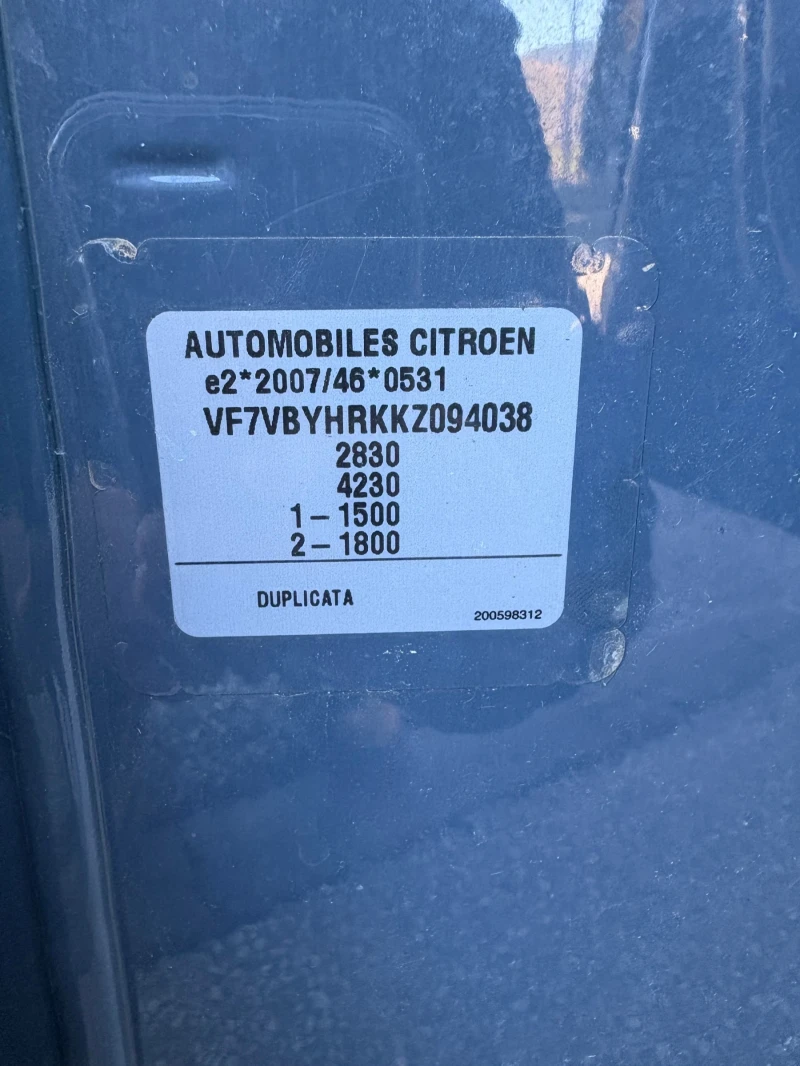 AUTOMOBILES CITROEN
e2*2007/46*0531
VF7VBYHRKKZ094038
2830
4230
1-1500
2-1800
DUPLICATA
200598312